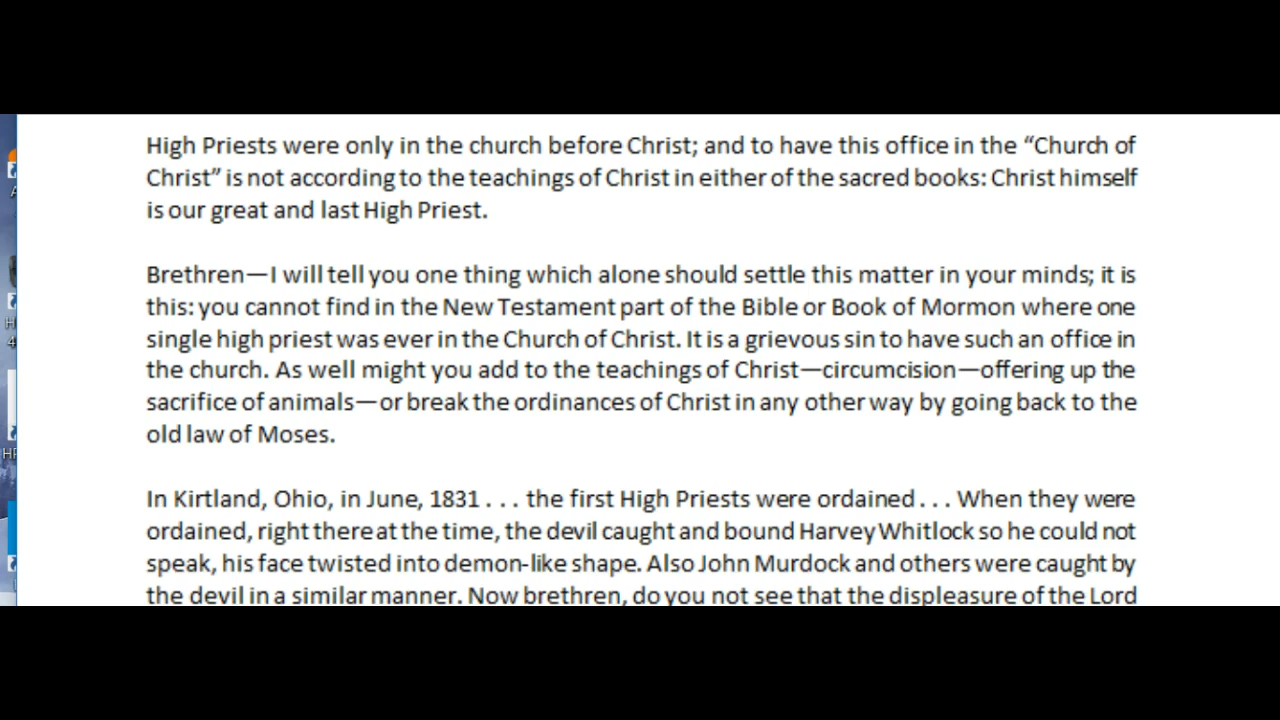 High Priests were only in the church before Christ; and to have this office in the “Church of
Christ” is not according to the teachings of Christ in either of the sacred books: Christ himself
is our great and last High Priest.
Brethren—I will tell you one thing which alone should settle this matter in your minds; it is
this: you cannot find in the New Testament part of the Bible or Book of Mormon where one
single high priest was ever in the Church of Christ. It is a grievous sin to have such an office in
the church. As well might you add to the teachings of Christ—circumcision—offering up the
sacrifice of animals—or break the ordinances of Christ in any other way by going back to the
old law of Moses.
In Kirtland, Ohio, in June, 1831 . . . the first High Priests were ordained . . . When they were
ordained, right there at the time, the devil caught and bound Harvey Whitlock so he could not
speak, his face twisted into demon-like shape. Also John Murdock and others were caught by
the devil in a similar manner. Now brethren, do you not see that the displeasure of the Lord